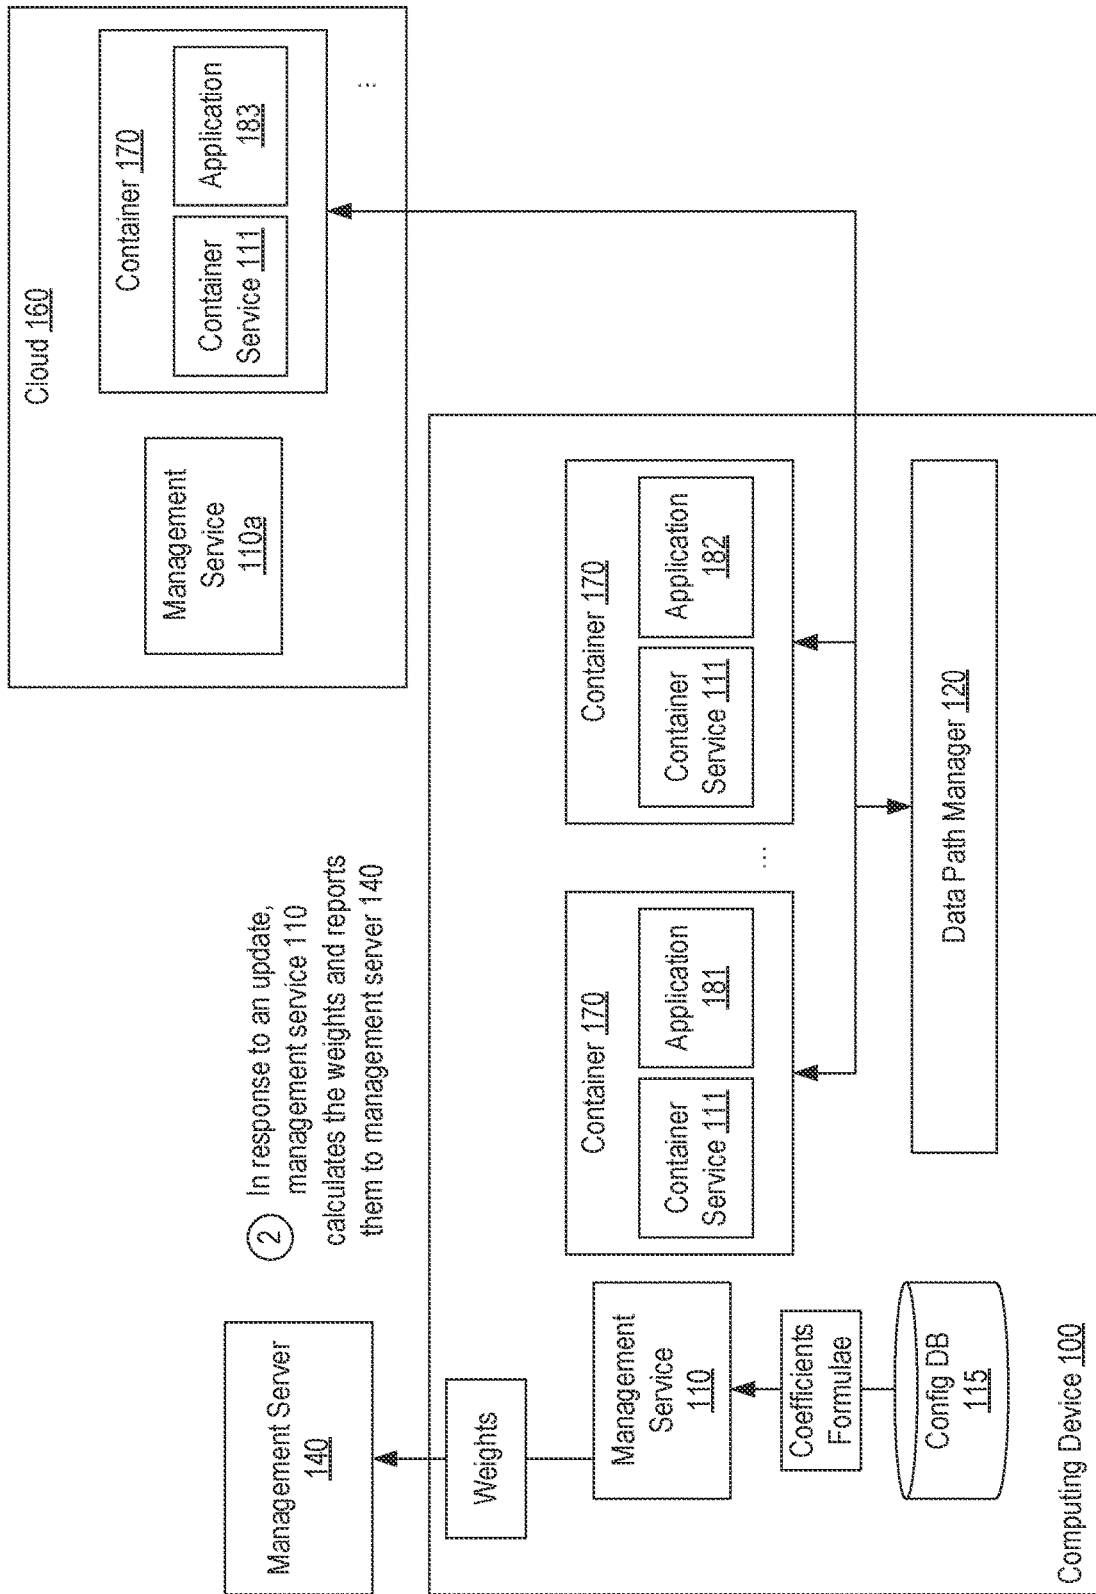 Management Server
140
2
In response to an update,
management service 110
calculates the weights and reports
them to management server 140
Cloud 160
Management
Service
110a
Container 170
Container
Service 111
Application
183
...
Weights
Management
Service
110
Coefficients
Formulae
Config DB
115
Computing Device 100
Container 170
Container
Service 111
Application
181
...
Container 170
Container
Service 111
Application
182
Data Path Manager 120